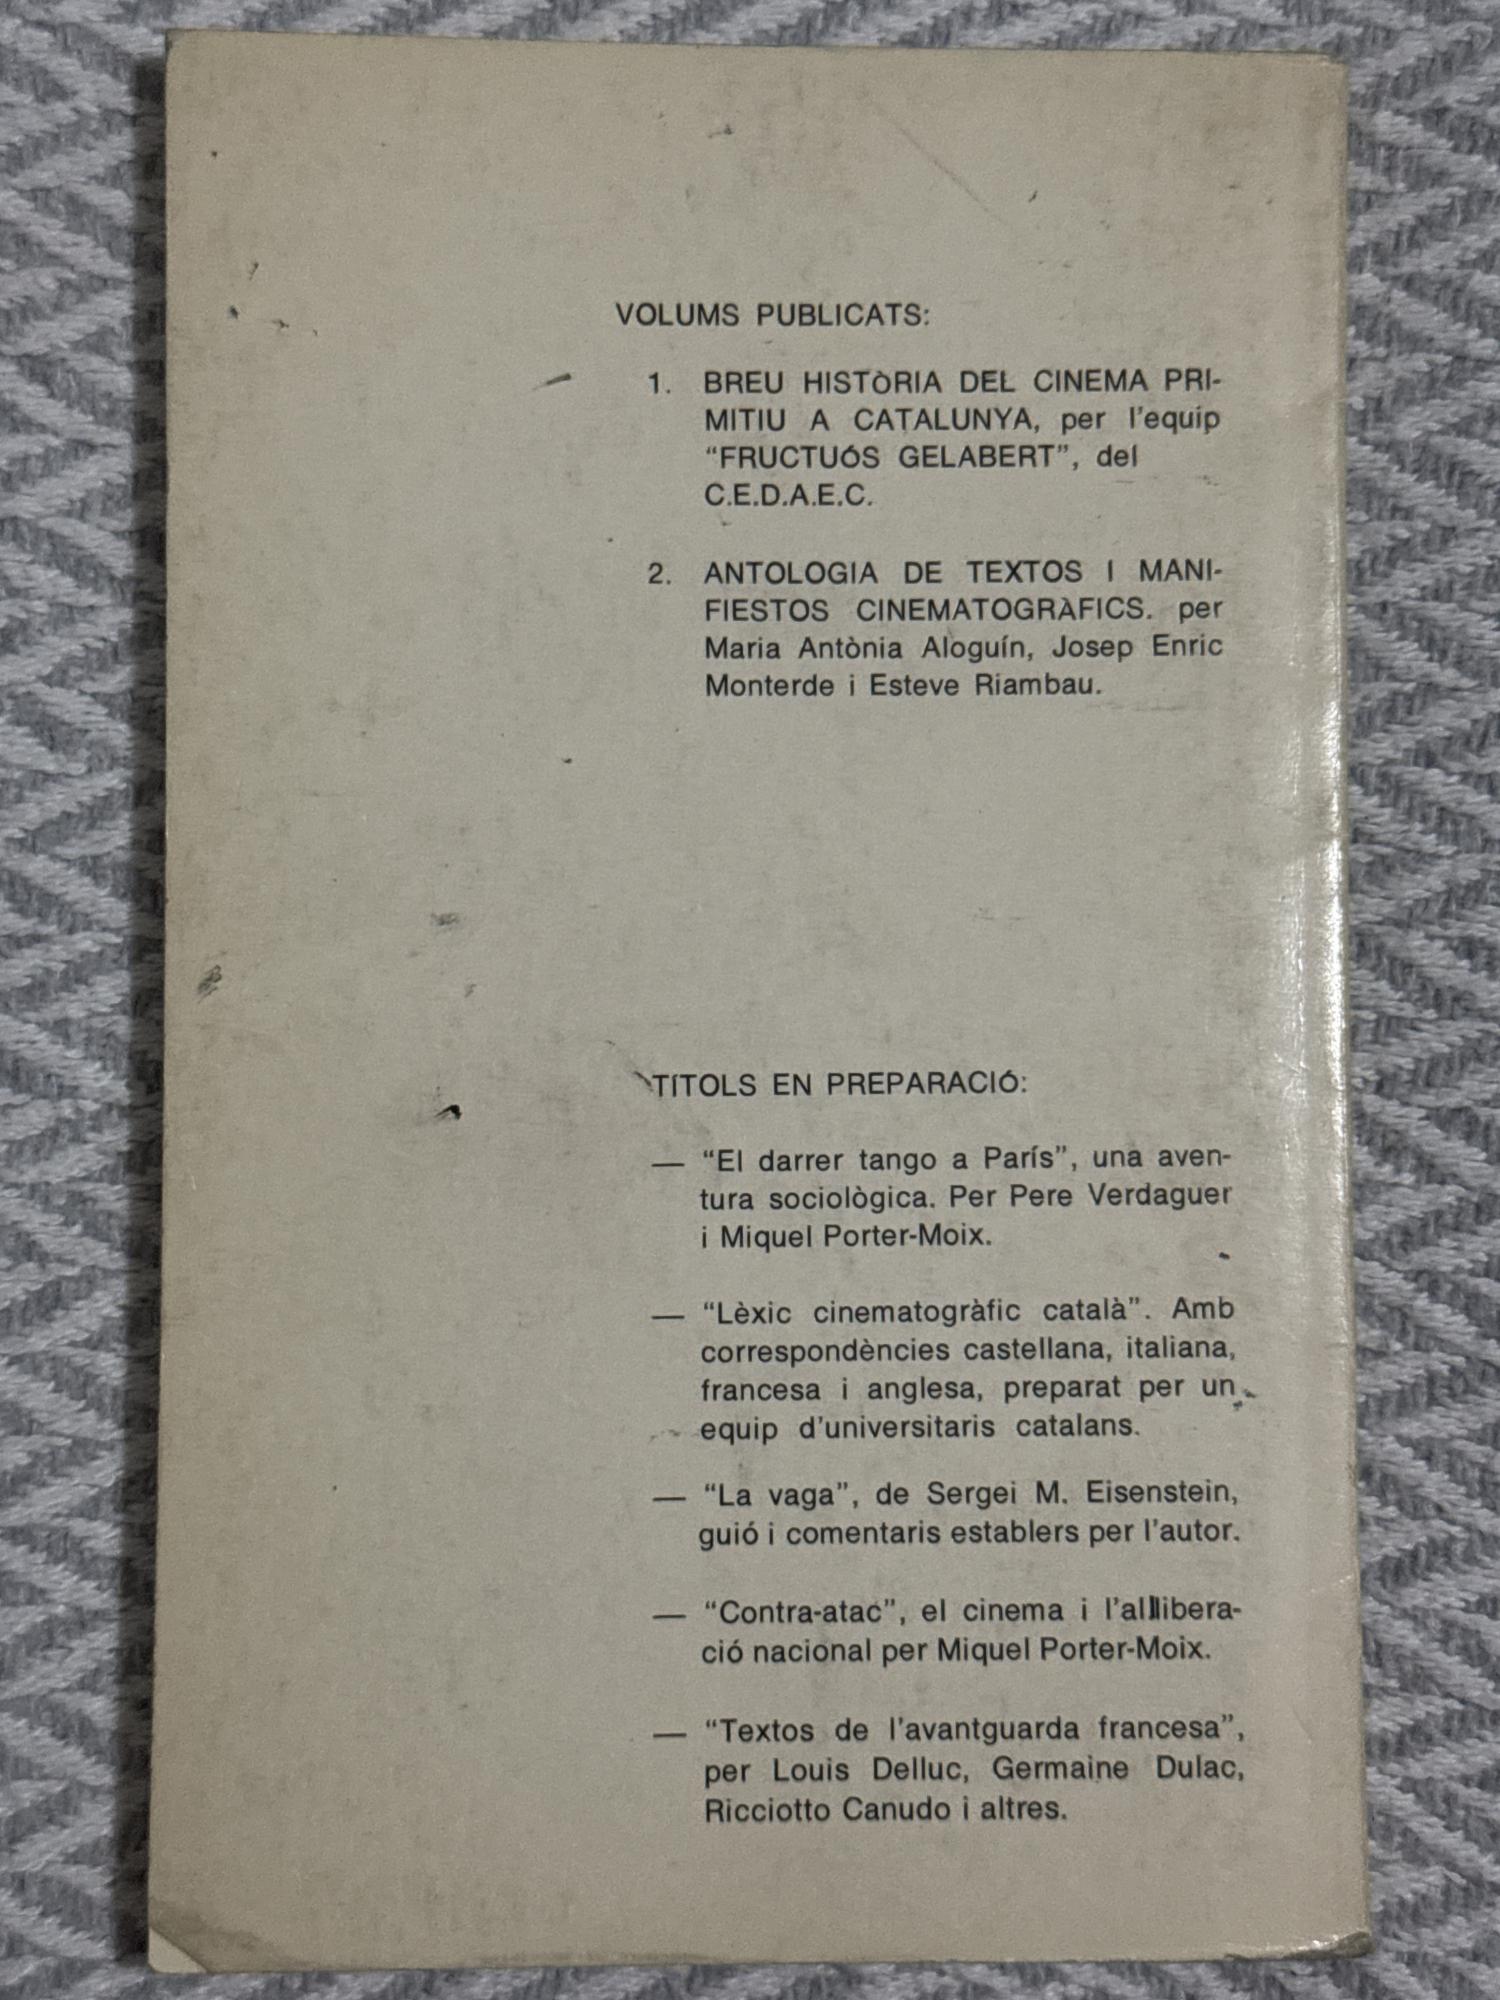 VOLUMS PUBLICATS:
1. BREU HISTÒRIA DEL CINEMA PRI-
MITIU A CATALUNYA, per l'equip
“FRUCTUÓS GELABERT”, del
C.E.D.A.E.C.
2. ANTOLOGIA DE TEXTOS I MANI-
FIESTOS CINEMATOGRÀFICS. per
Maria Antònia Aloguín, Josep Enric
Monterde i Esteve Riambau.
TÍTOLS EN PREPARACIÓ:
— “El darrer tango a París”, una aven-
tura sociològica. Per Pere Verdaguer
i Miquel Porter-Moix.
— “Lèxic cinematogràfic català”. Amb
correspondències castellana, italiana,
francesa i anglesa, preparat per un
equip d'universitaris catalans.
— “La vaga”, de Sergei M. Eisenstein,
guió i comentaris establers per l'autor.
— “Contra-atac”, el cinema i l'alllibera-
ció nacional per Miquel Porter-Moix.
— “Textos de l'avantguarda francesa”,
per Louis Delluc, Germaine Dulac,
Ricciotto Canudo i altres.